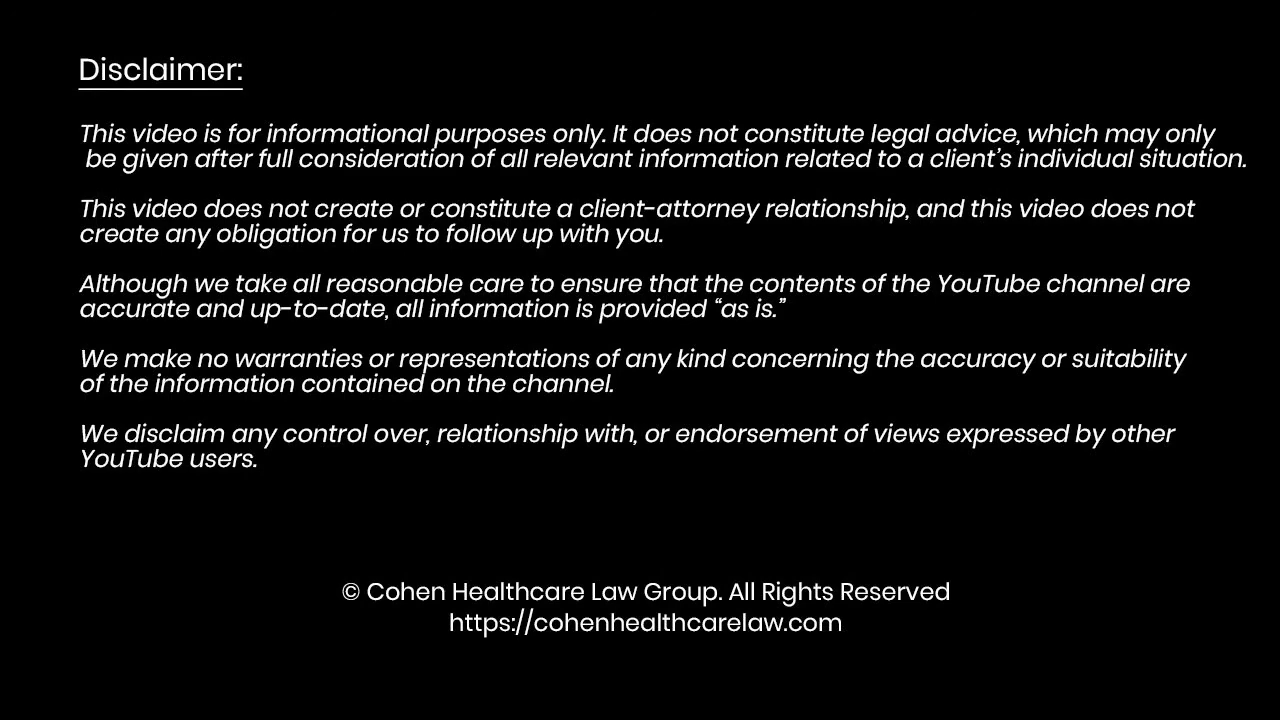 Disclaimer:
This video is for informational purposes only. It does not constitute legal advice, which may only
be given after full consideration of all relevant information related to a client’s individual situation.
This video does not create or constitute a client-attorney relationship, and this video does not
create any obligation for us to follow up with you.
Although we take all reasonable care to ensure that the contents of the YouTube channel are
accurate and up-to-date, all information is provided “as is.”
We make no warranties or representations of any kind concerning the accuracy or suitability
of the information contained on the channel.
We disclaim any control over, relationship with, or endorsement of views expressed by other
YouTube users.
© Cohen Healthcare Law Group. All Rights Reserved
https://cohenhealthcarelaw.com